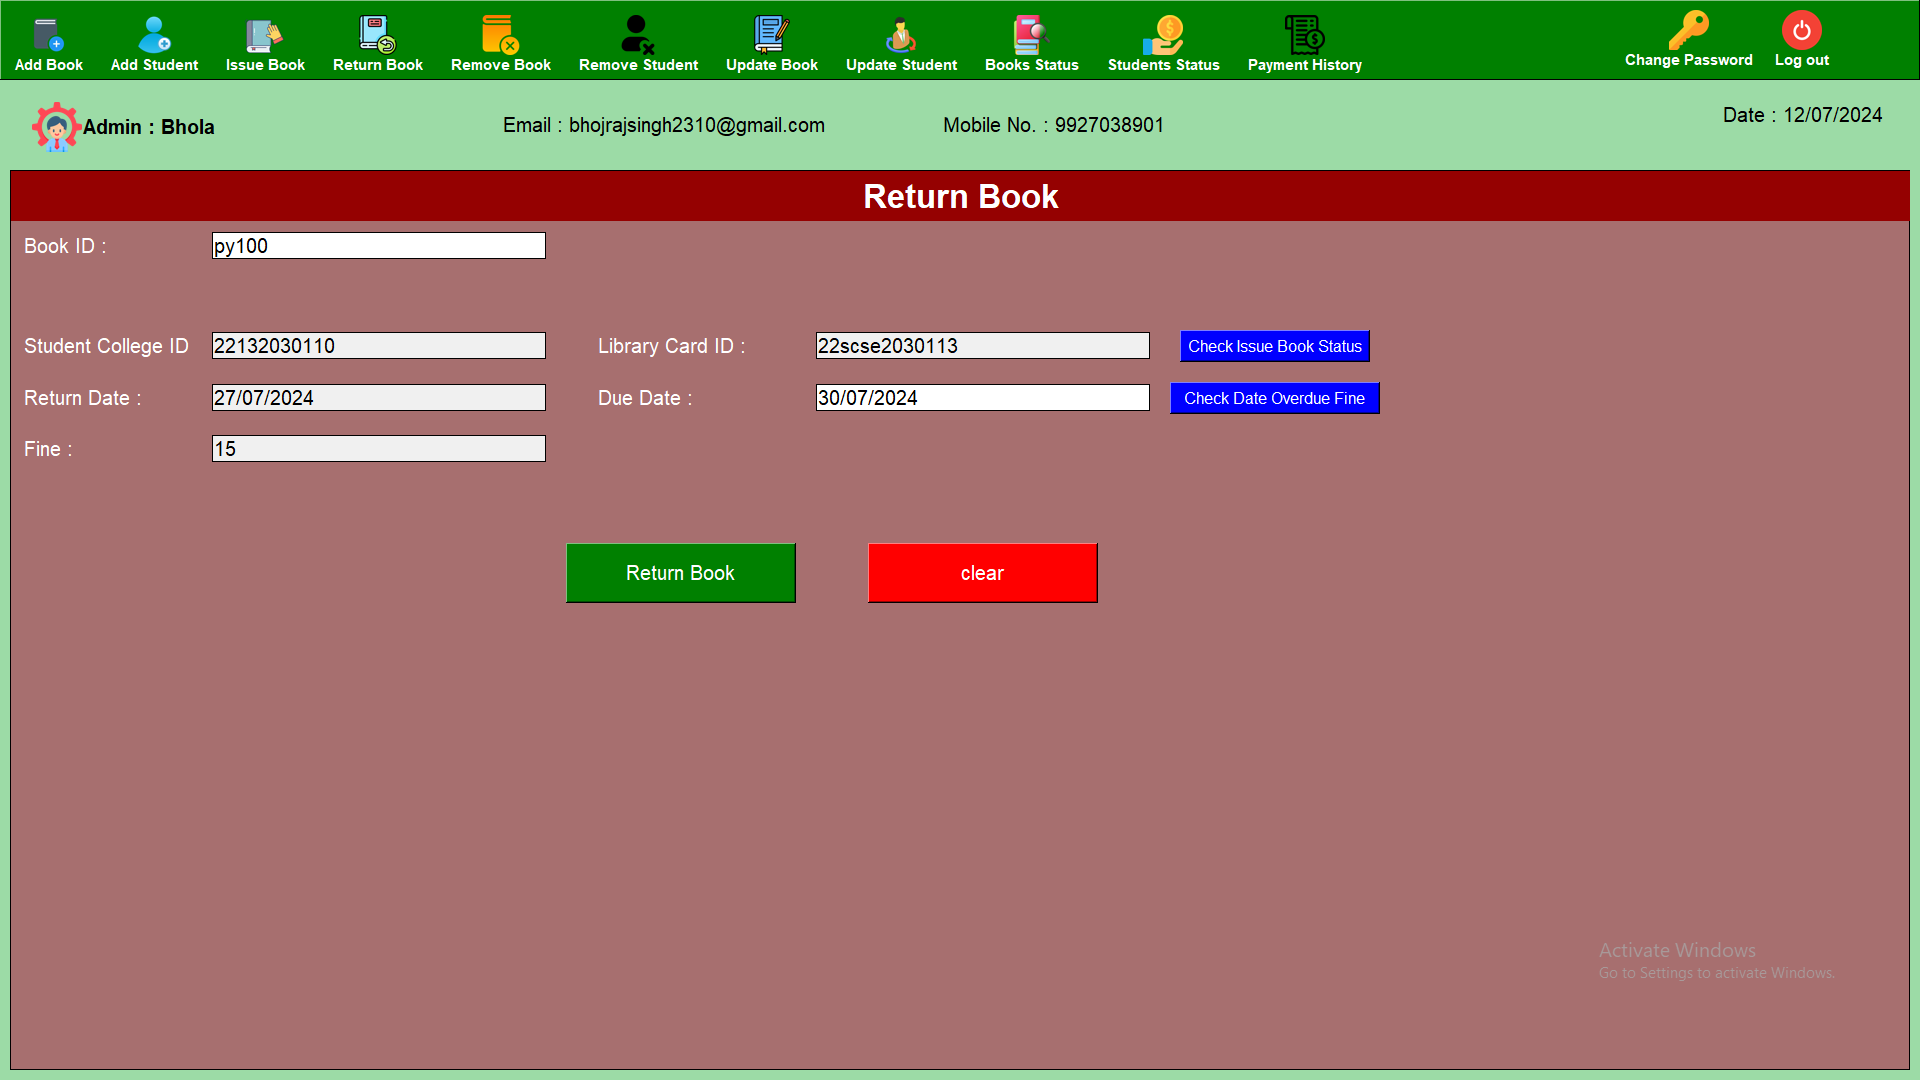 Add Book
Add Student
Issue Book
Return Book
Remove Book
Remove Student
Update Book
Update Student
Books Status
Students Status
Payment History
Change Password
Log out
Admin : Bhola
Email : bhojrajsingh2310@gmail.com
Mobile No. : 9927038901
Date : 12/07/2024
Return Book
Book ID : py100
Student College ID 22132030110 Library Card ID : 22scse2030113 Check Issue Book Status
Return Date : 27/07/2024 Due Date : 30/07/2024 Check Date Overdue Fine
Fine : 15
Return Book clear
Activate Windows
Go to Settings to activate Windows.